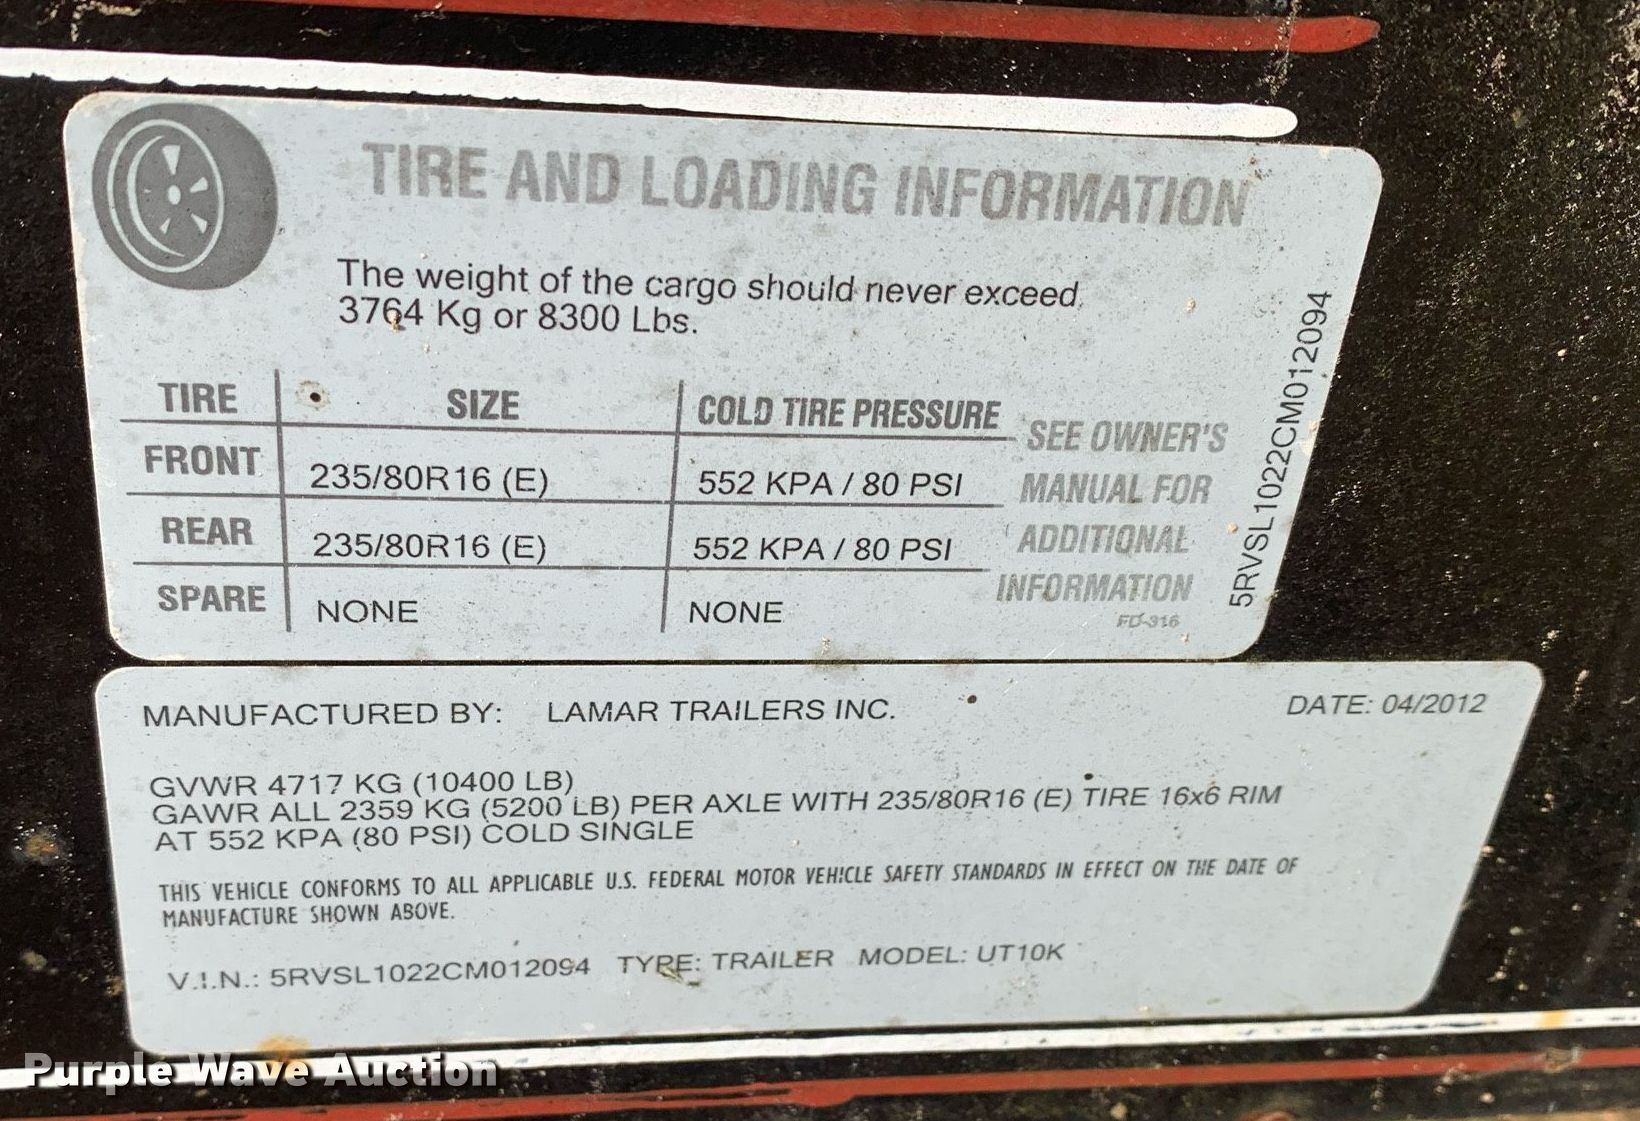 TIRE AND LOADING INFORMATION
The weight of the cargo should never exceed
3764 Kg or 8300 Lbs.
TIRE SIZE COLD TIRE PRESSURE
FRONT 235/80R16 (E) 552 KPA / 80 PSI
REAR 235/80R16 (E) 552 KPA / 80 PSI
SPARE NONE NONE
SEE OWNER'S
MANUAL FOR
ADDITIONAL
INFORMATION
FD-316
5RVSL1022CM012094
MANUFACTURED BY: LAMAR TRAILERS INC. DATE: 04/2012
GVWR 4717 KG (10400 LB)
GAWR ALL 2359 KG (5200 LB) PER AXLE WITH 235/80R16 (E) TIRE 16x6 RIM
AT 552 KPA (80 PSI) COLD SINGLE
THIS VEHICLE CONFORMS TO ALL APPLICABLE U.S. FEDERAL MOTOR VEHICLE SAFETY STANDARDS IN EFFECT ON THE DATE OF
MANUFACTURE SHOWN ABOVE.
V.I.N.: 5RVSL1022CM012094 TYPE: TRAILER MODEL: UT10K
Purple Wave Auction